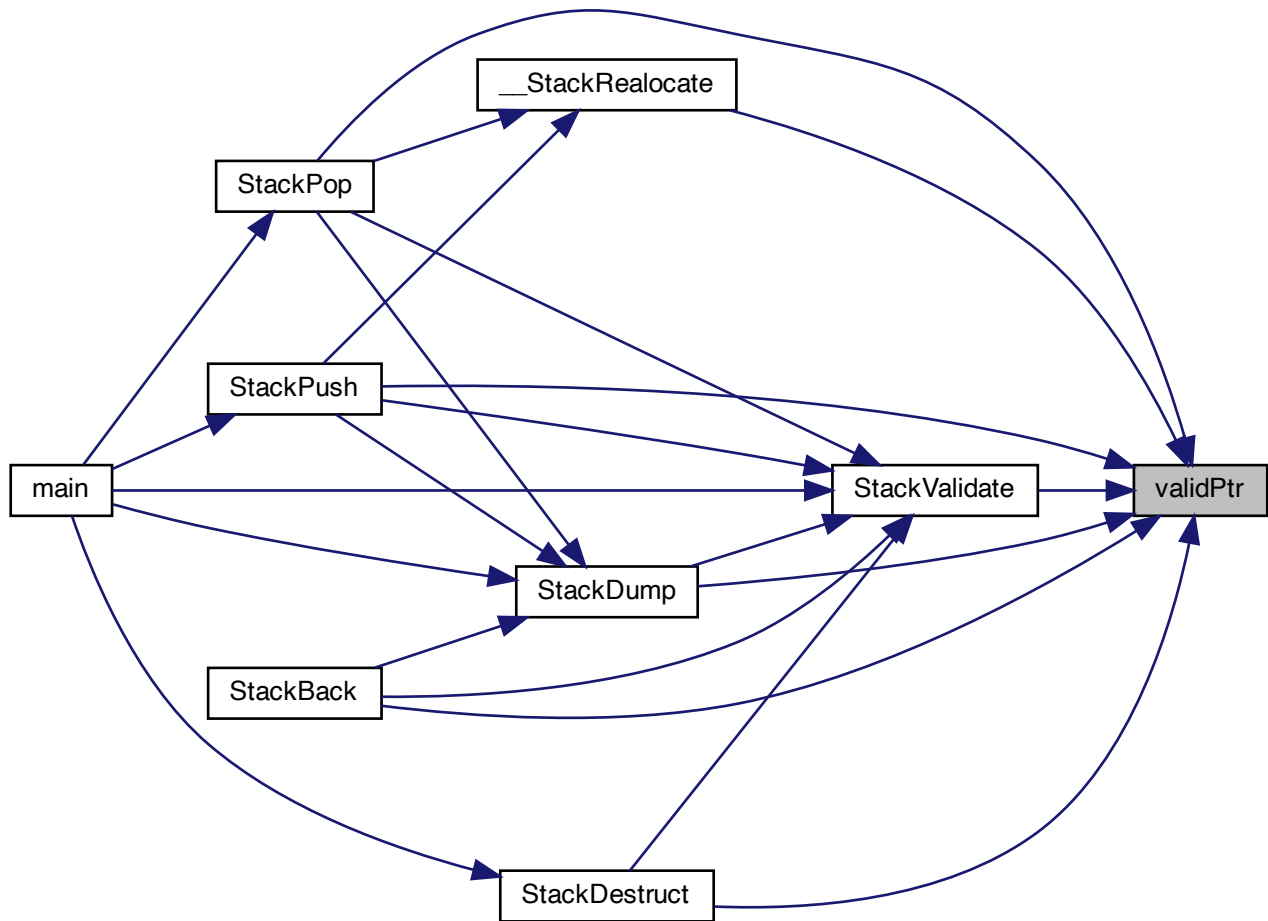 __StackRealocate
StackPop
StackPush
main
StackValidate
validPtr
StackDump
StackBack
StackDestruct